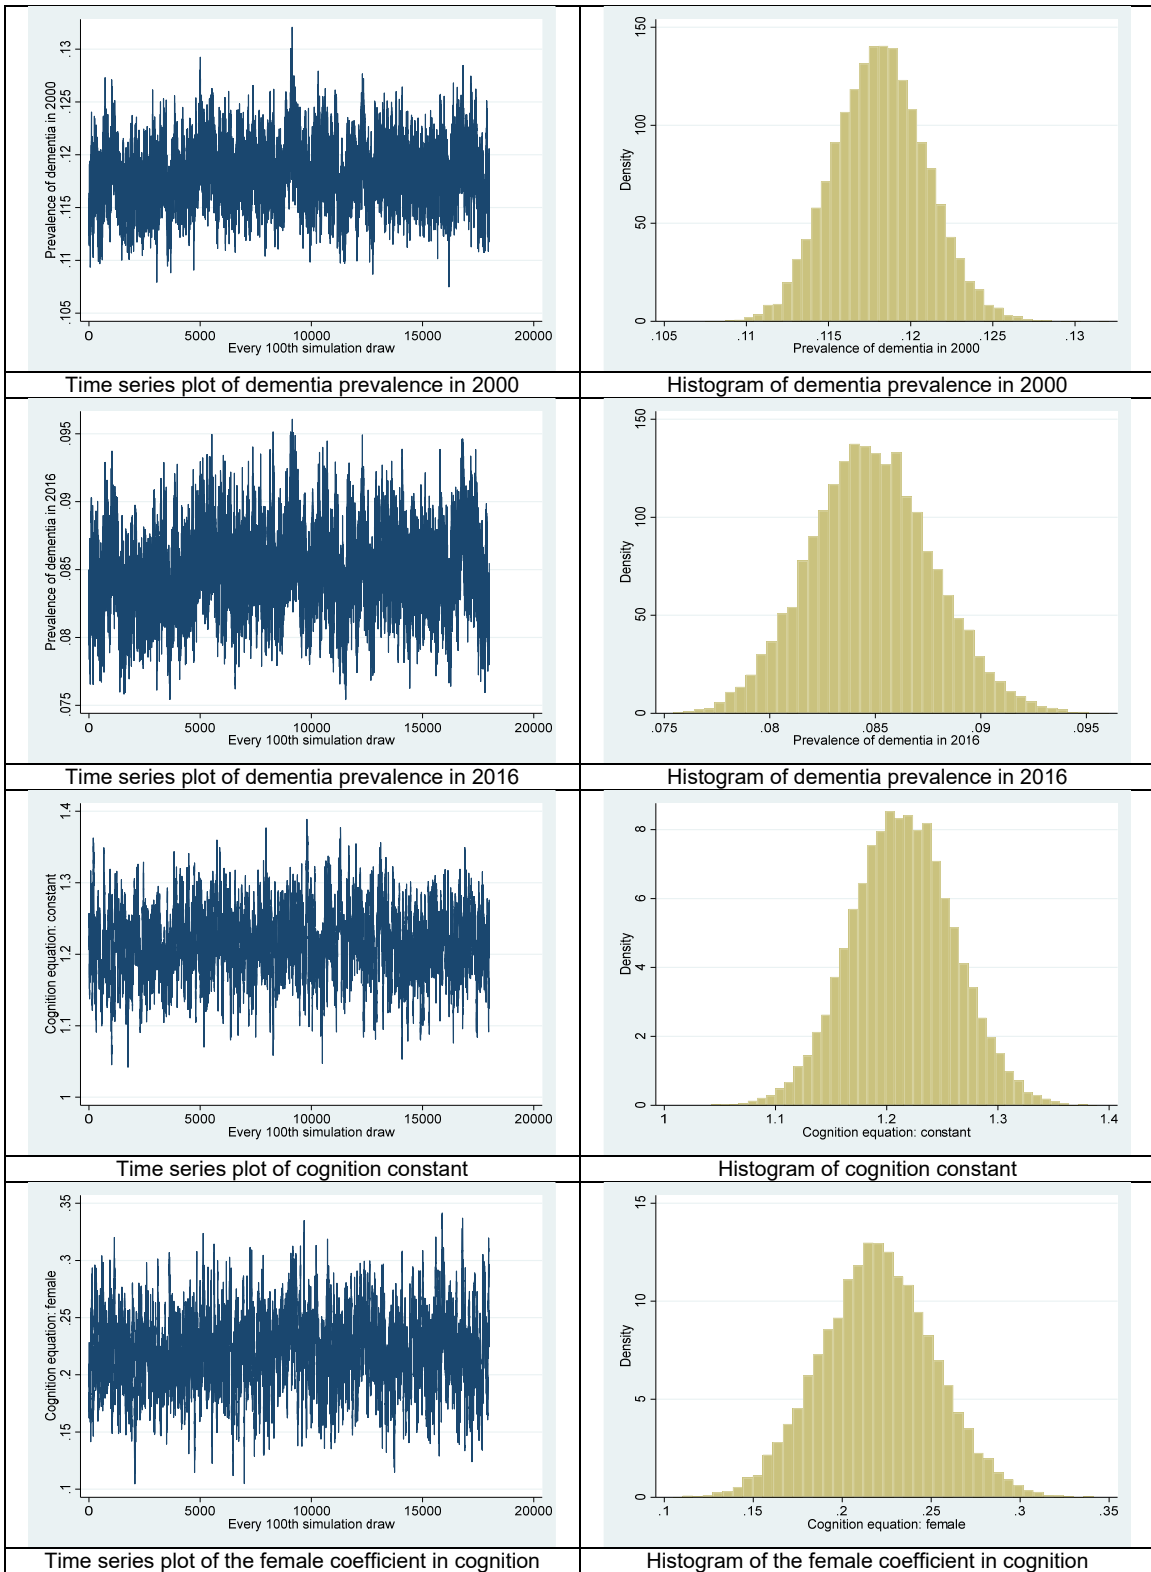 Prevalence of dementia in 2000
.105 .11 .115 .12 .125 .13
0 5000 10000 15000 20000
Every 100th simulation draw
Density
0 50 100 150
.105 .11 .115 .12 .125 .13
Prevalence of dementia in 2000
Time series plot of dementia prevalence in 2000
Histogram of dementia prevalence in 2000
Prevalence of dementia in 2016
.075 .08 .085 .09 .095
0 5000 10000 15000 20000
Every 100th simulation draw
Density
0 50 100 150
.075 .08 .085 .09 .095
Prevalence of dementia in 2016
Time series plot of dementia prevalence in 2016
Histogram of dementia prevalence in 2016
Cognition equation: constant
1 1.1 1.2 1.3 1.4
0 5000 10000 15000 20000
Every 100th simulation draw
Density
0 2 4 6 8
1 1.1 1.2 1.3 1.4
Cognition equation: constant
Time series plot of cognition constant
Histogram of cognition constant
Cognition equation: female
.1 .15 .2 .25 .3 .35
0 5000 10000 15000 20000
Every 100th simulation draw
Density
0 5 10 15
.1 .15 .2 .25 .3 .35
Cognition equation: female
Time series plot of the female coefficient in cognition
Histogram of the female coefficient in cognition